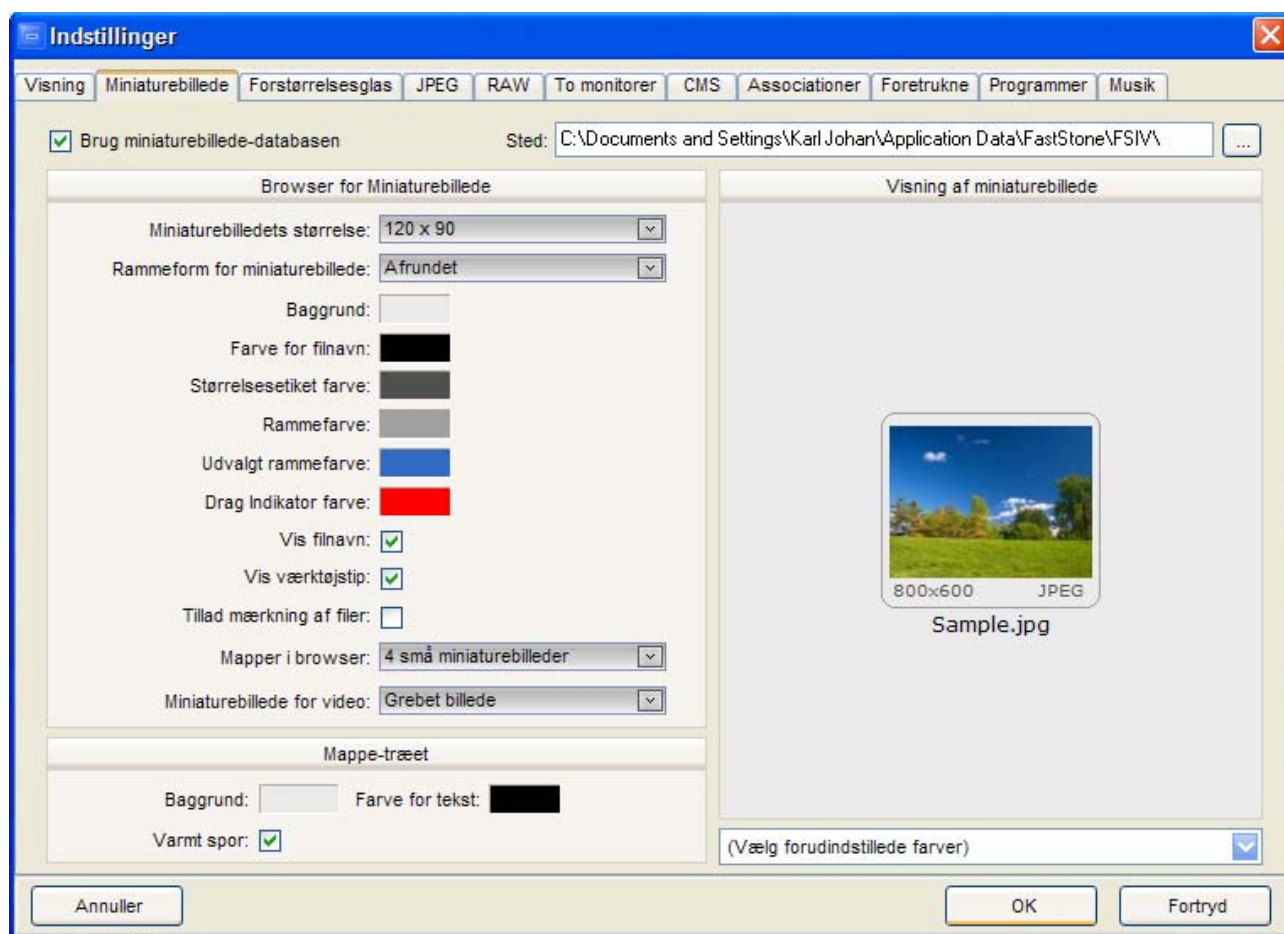 Indstillinger
Visning Miniaturebillede Forstørrelsesglas JPEG RAW To monitorer CMS Associationer Foretrukne Programmer Musik
Brug miniaturebillede-databasen Sted: C:\Documents and Settings\Karl Johan\Application Data\FastStone\FSIV\ ...
Browser for Miniaturebillede
Miniaturebilledets størrelse: 120 x 90
Rammeform for miniaturebillede: Afrundet
Baggrund:
Farve for filnavn:
Størrelsesetiket farve:
Rammefarve:
Udvalgt rammefarve:
Drag Indikator farve:
Vis filnavn:
Vis værktøjstip:
Tillad mærkning af filer:
Mapper i browser: 4 små miniaturebilleder
Miniaturebillede for video: Grebet billede
Mappe-træet
Baggrund: Farve for tekst:
Varmt spor:
Visning af miniaturebillede
800x600 JPEG
Sample.jpg
(Vælg forudindstillede farver)
Annuller OK Fortryd